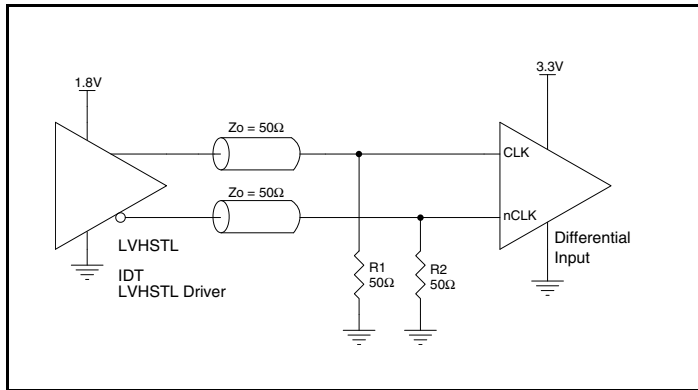 1.8V
3.3V
Zo = 50Ω
CLK
Zo = 50Ω
nCLK
LVHSTL
Differential
Input
IDT
LVHSTL Driver
R1
50Ω
R2
50Ω